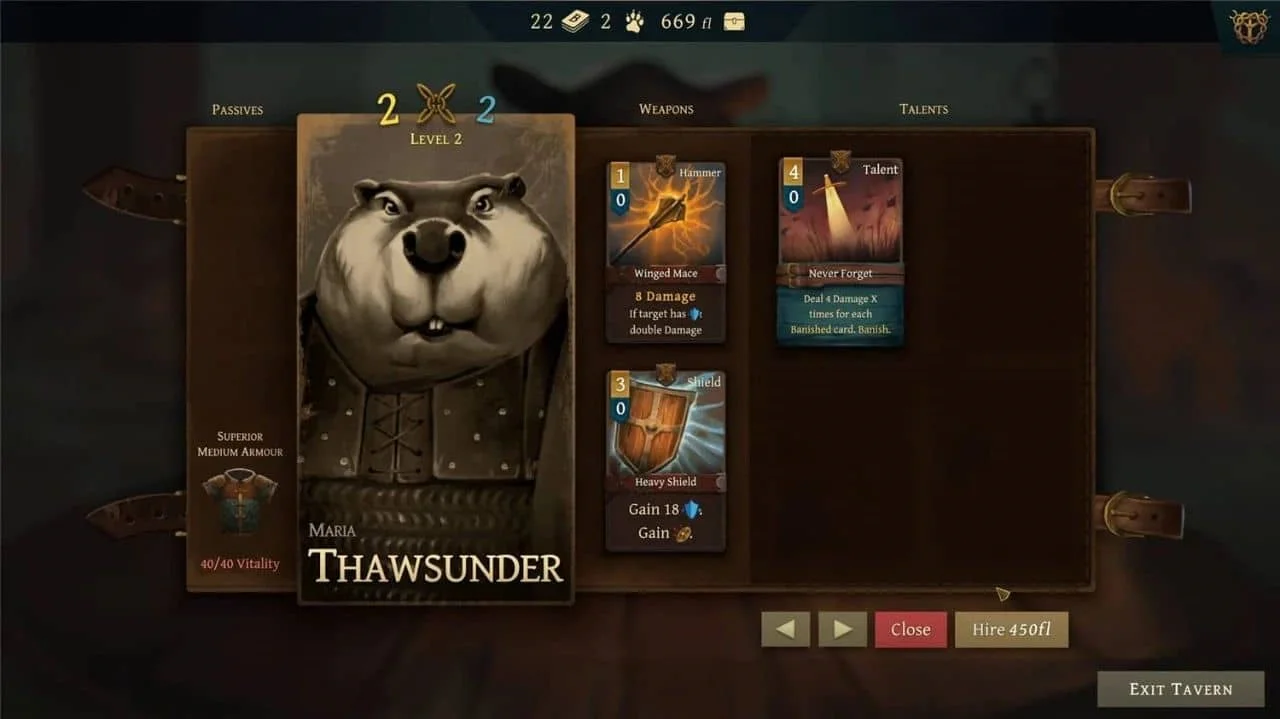 22 2 669 fl
PASSIVES
WEAPONS
TALENTS
2 2
LEVEL 2
1
0
Hammer
Winged Mace
8 Damage
If target has
double Damage
4
0
Talent
Never Forget
Deal 4 Damage X
times for each
Banished card. Banish.
3
0
Shield
Heavy Shield
Gain 18
Gain .
SUPERIOR
MEDIUM ARMOUR
40/40 Vitality
MARIA
THAWSUNDER
Close
Hire 450fl
EXIT TAVERN